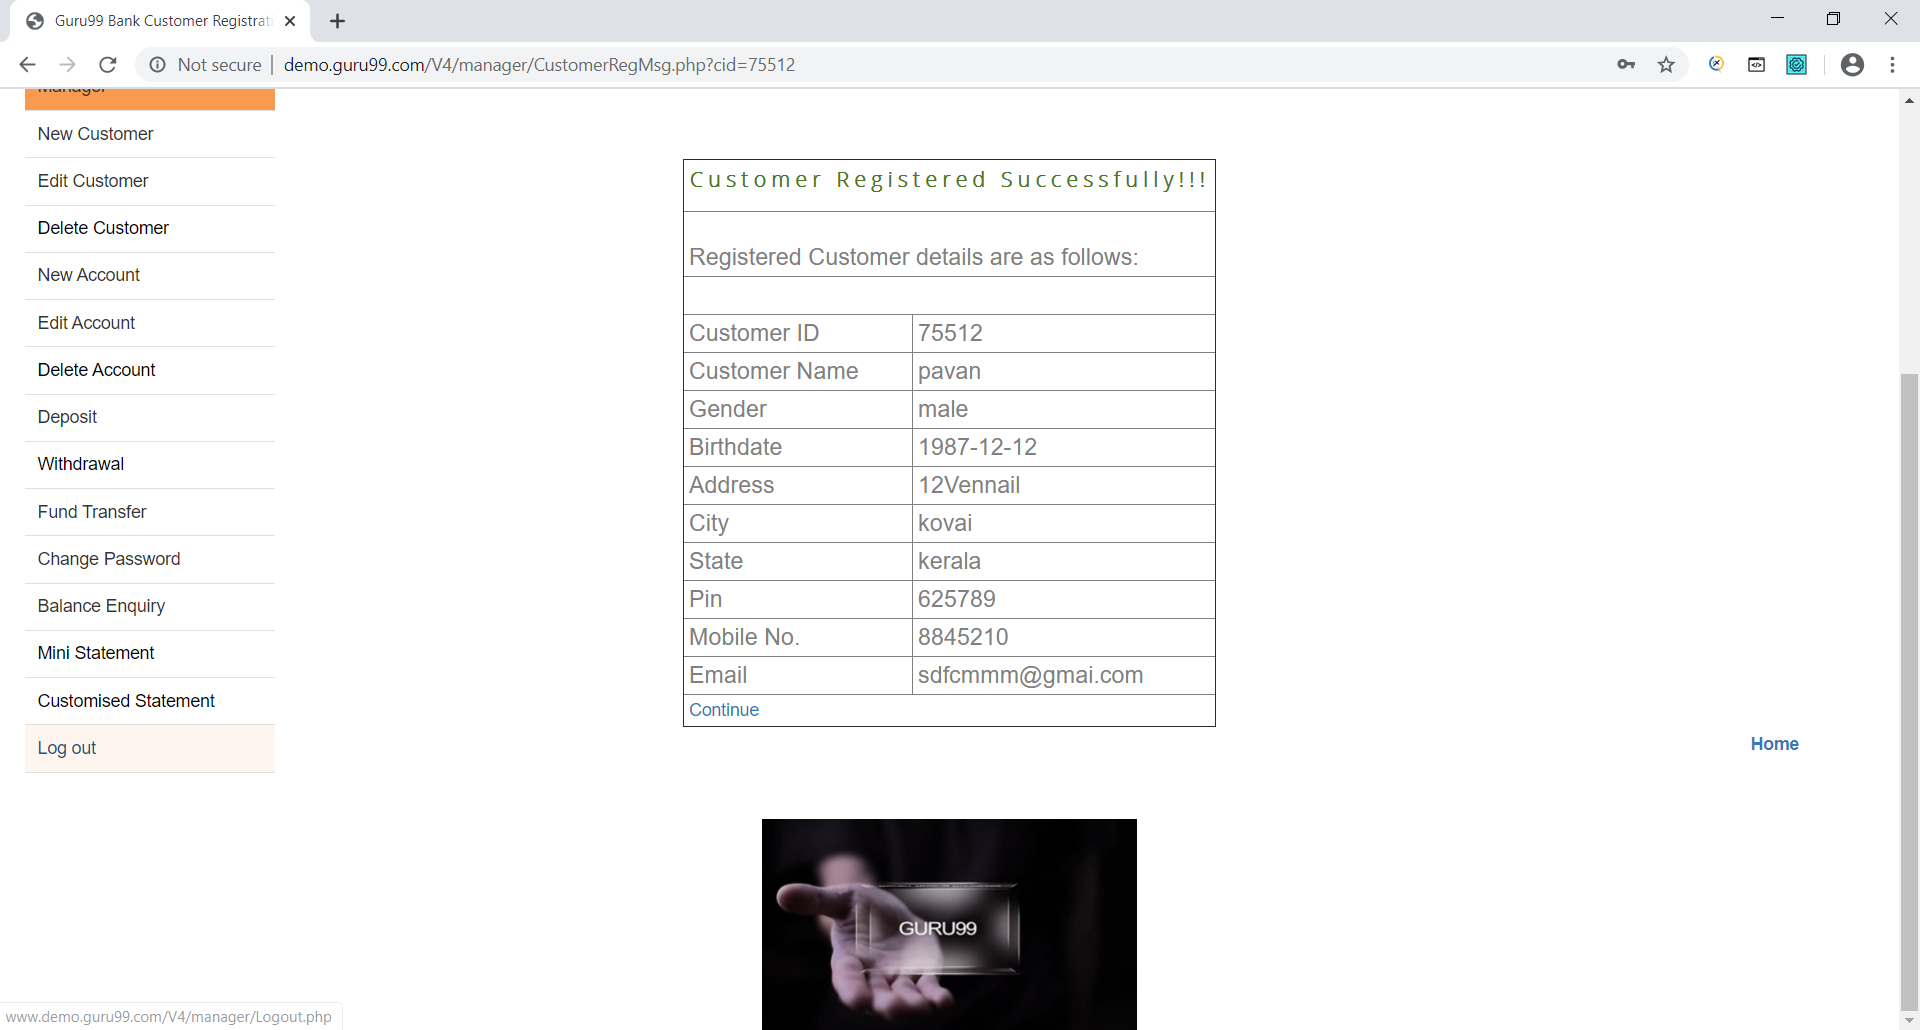 Guru99 Bank Customer Registrati
Not secure | demo.guru99.com/V4/manager/CustomerRegMsg.php?cid=75512
Manager
New Customer
Edit Customer
Delete Customer
New Account
Edit Account
Delete Account
Deposit
Withdrawal
Fund Transfer
Change Password
Balance Enquiry
Mini Statement
Customised Statement
Log out
Customer Registered Successfully!!!
Registered Customer details are as follows:
Customer ID 75512
Customer Name pavan
Gender male
Birthdate 1987-12-12
Address 12Vennail
City kovai
State kerala
Pin 625789
Mobile No. 8845210
Email sdfcmmm@gmai.com
Continue
Home
GURU99
www.demo.guru99.com/V4/manager/Logout.php